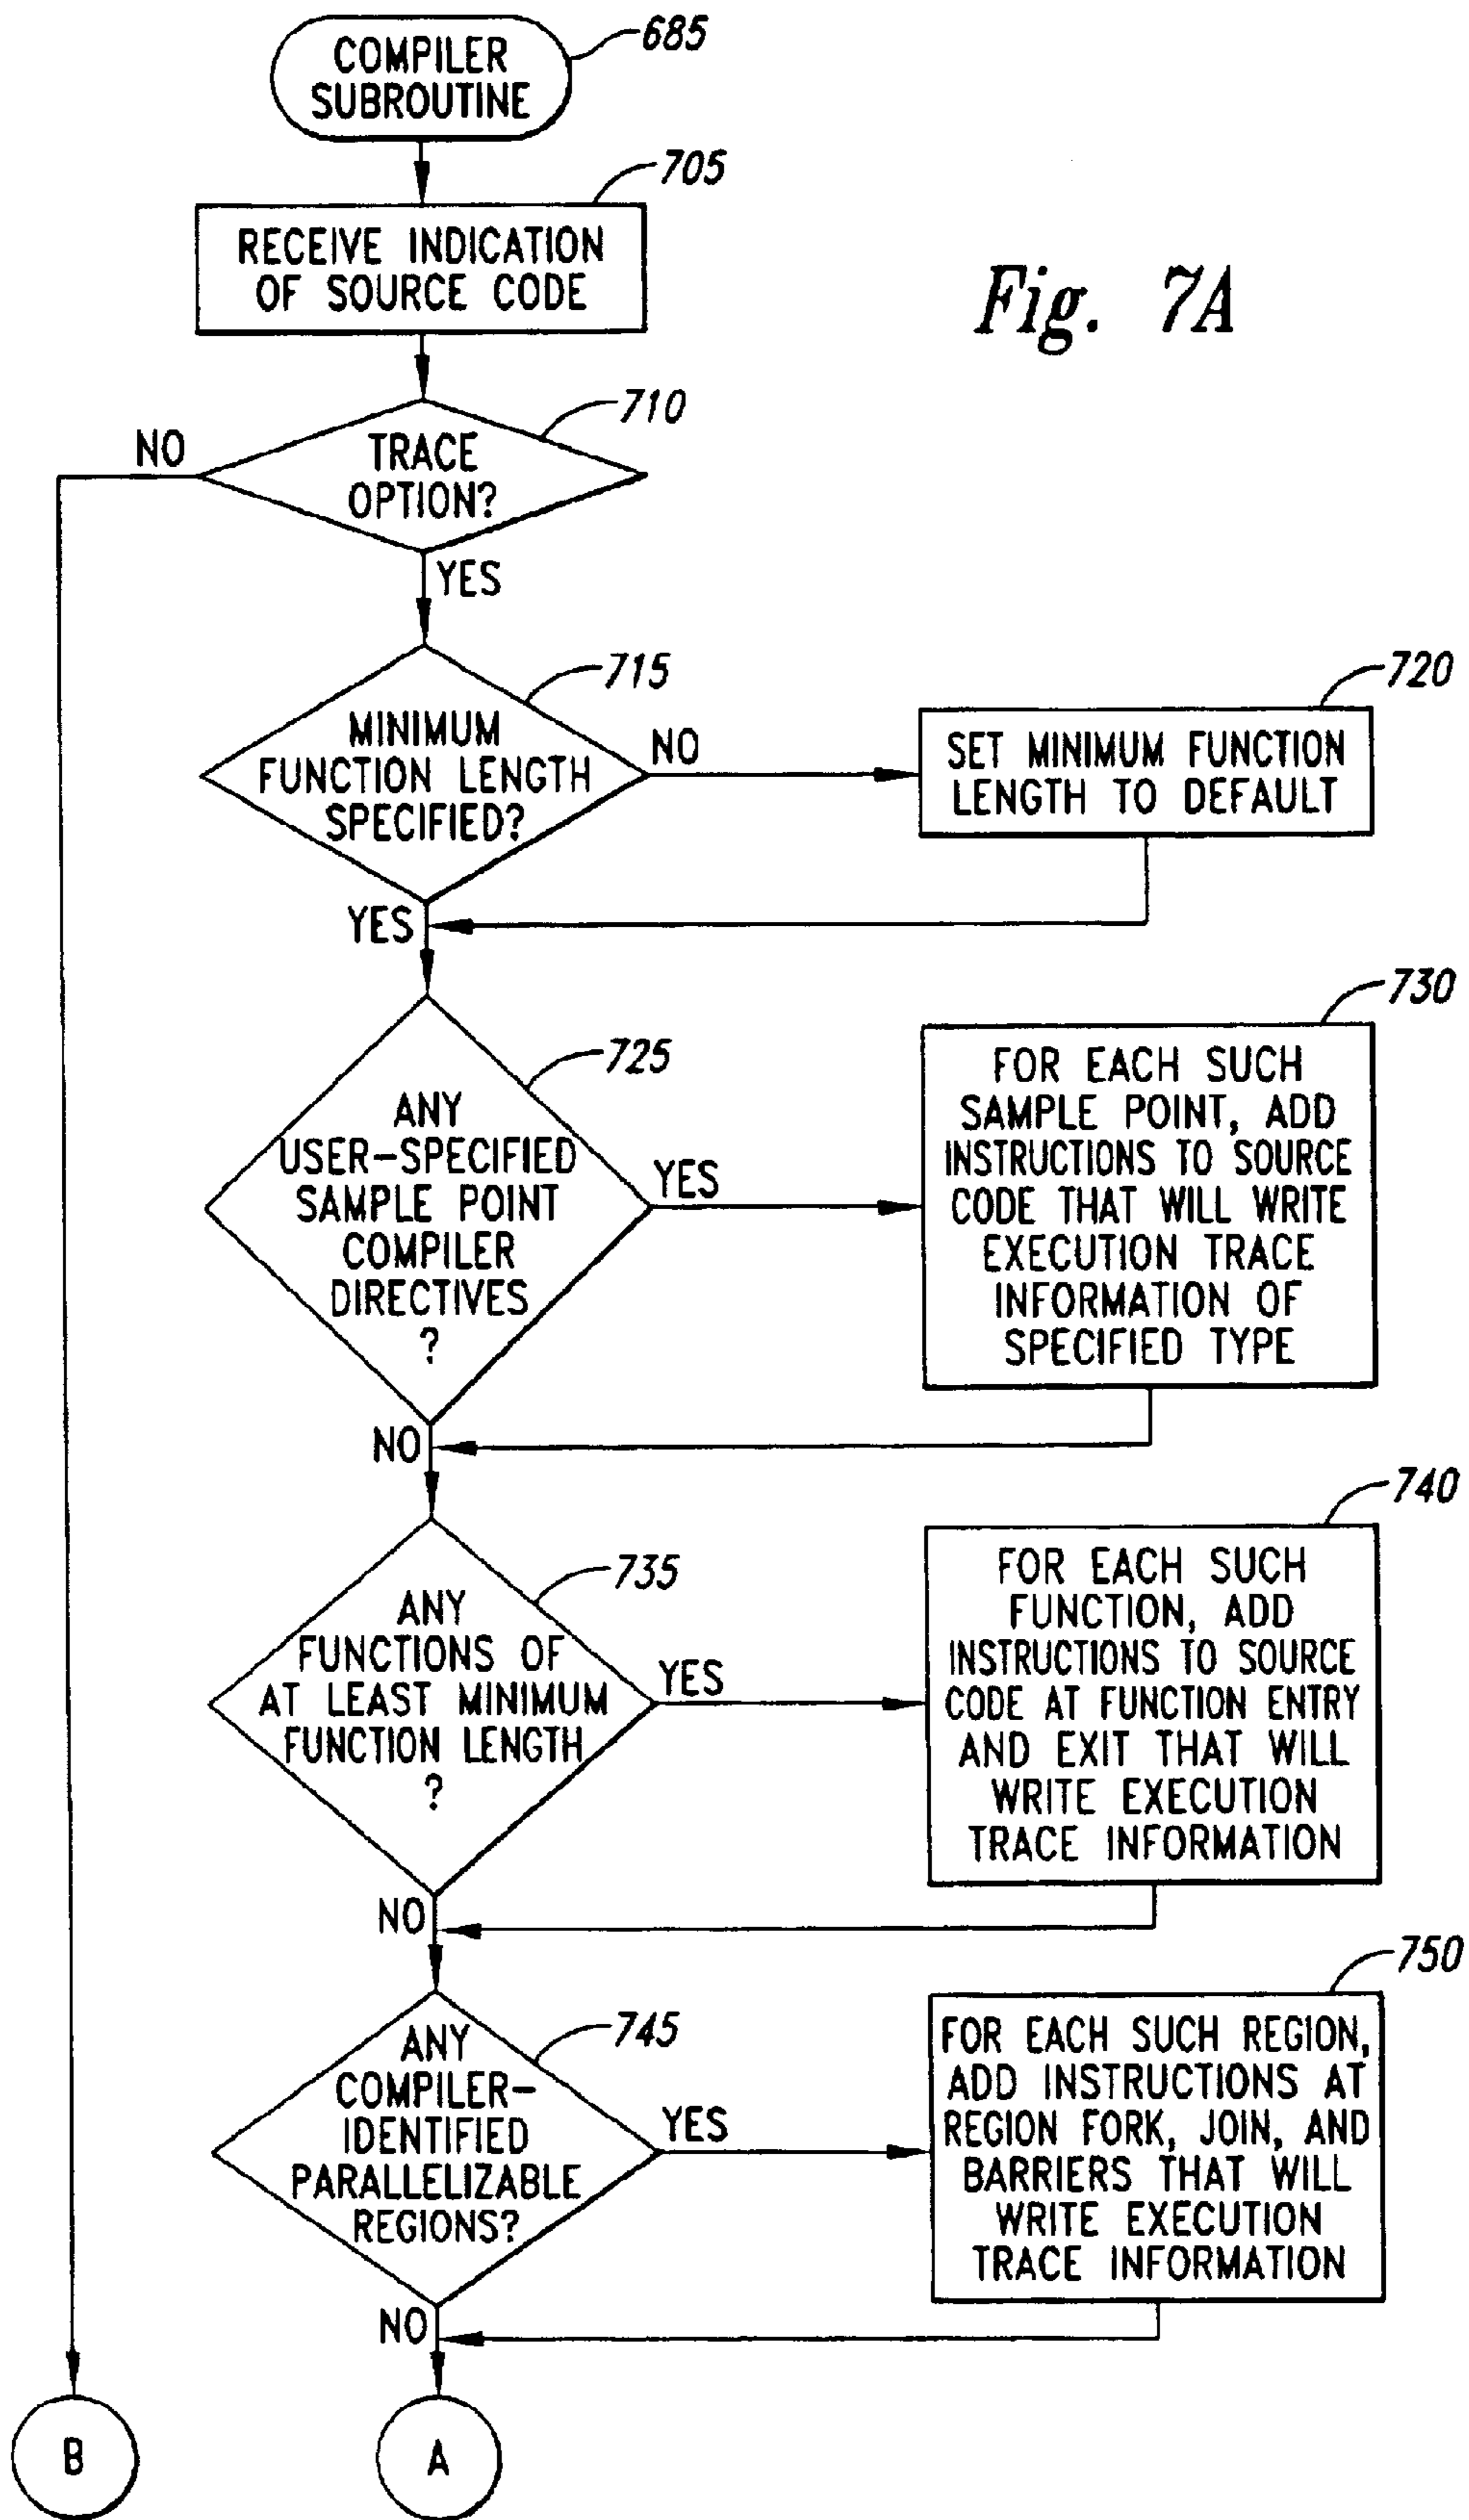 685
COMPILER
SUBROUTINE
705
RECEIVE INDICATION
OF SOURCE CODE
Fig. 7A
710
NO
TRACE
OPTION?
YES
715
720
MINIMUM
FUNCTION LENGTH
SPECIFIED?
NO
SET MINIMUM FUNCTION
LENGTH TO DEFAULT
YES
730
725
ANY
USER-SPECIFIED
SAMPLE POINT
COMPILER
DIRECTIVES
?
YES
FOR EACH SUCH
SAMPLE POINT, ADD
INSTRUCTIONS TO SOURCE
CODE THAT WILL WRITE
EXECUTION TRACE
INFORMATION OF
SPECIFIED TYPE
NO
740
735
ANY
FUNCTIONS OF
AT LEAST MINIMUM
FUNCTION LENGTH
?
YES
FOR EACH SUCH
FUNCTION, ADD
INSTRUCTIONS TO SOURCE
CODE AT FUNCTION ENTRY
AND EXIT THAT WILL
WRITE EXECUTION
TRACE INFORMATION
NO
750
745
ANY
COMPILER-
IDENTIFIED
PARALLELIZABLE
REGIONS?
YES
FOR EACH SUCH REGION,
ADD INSTRUCTIONS AT
REGION FORK, JOIN, AND
BARRIERS THAT WILL
WRITE EXECUTION
TRACE INFORMATION
NO
B
A